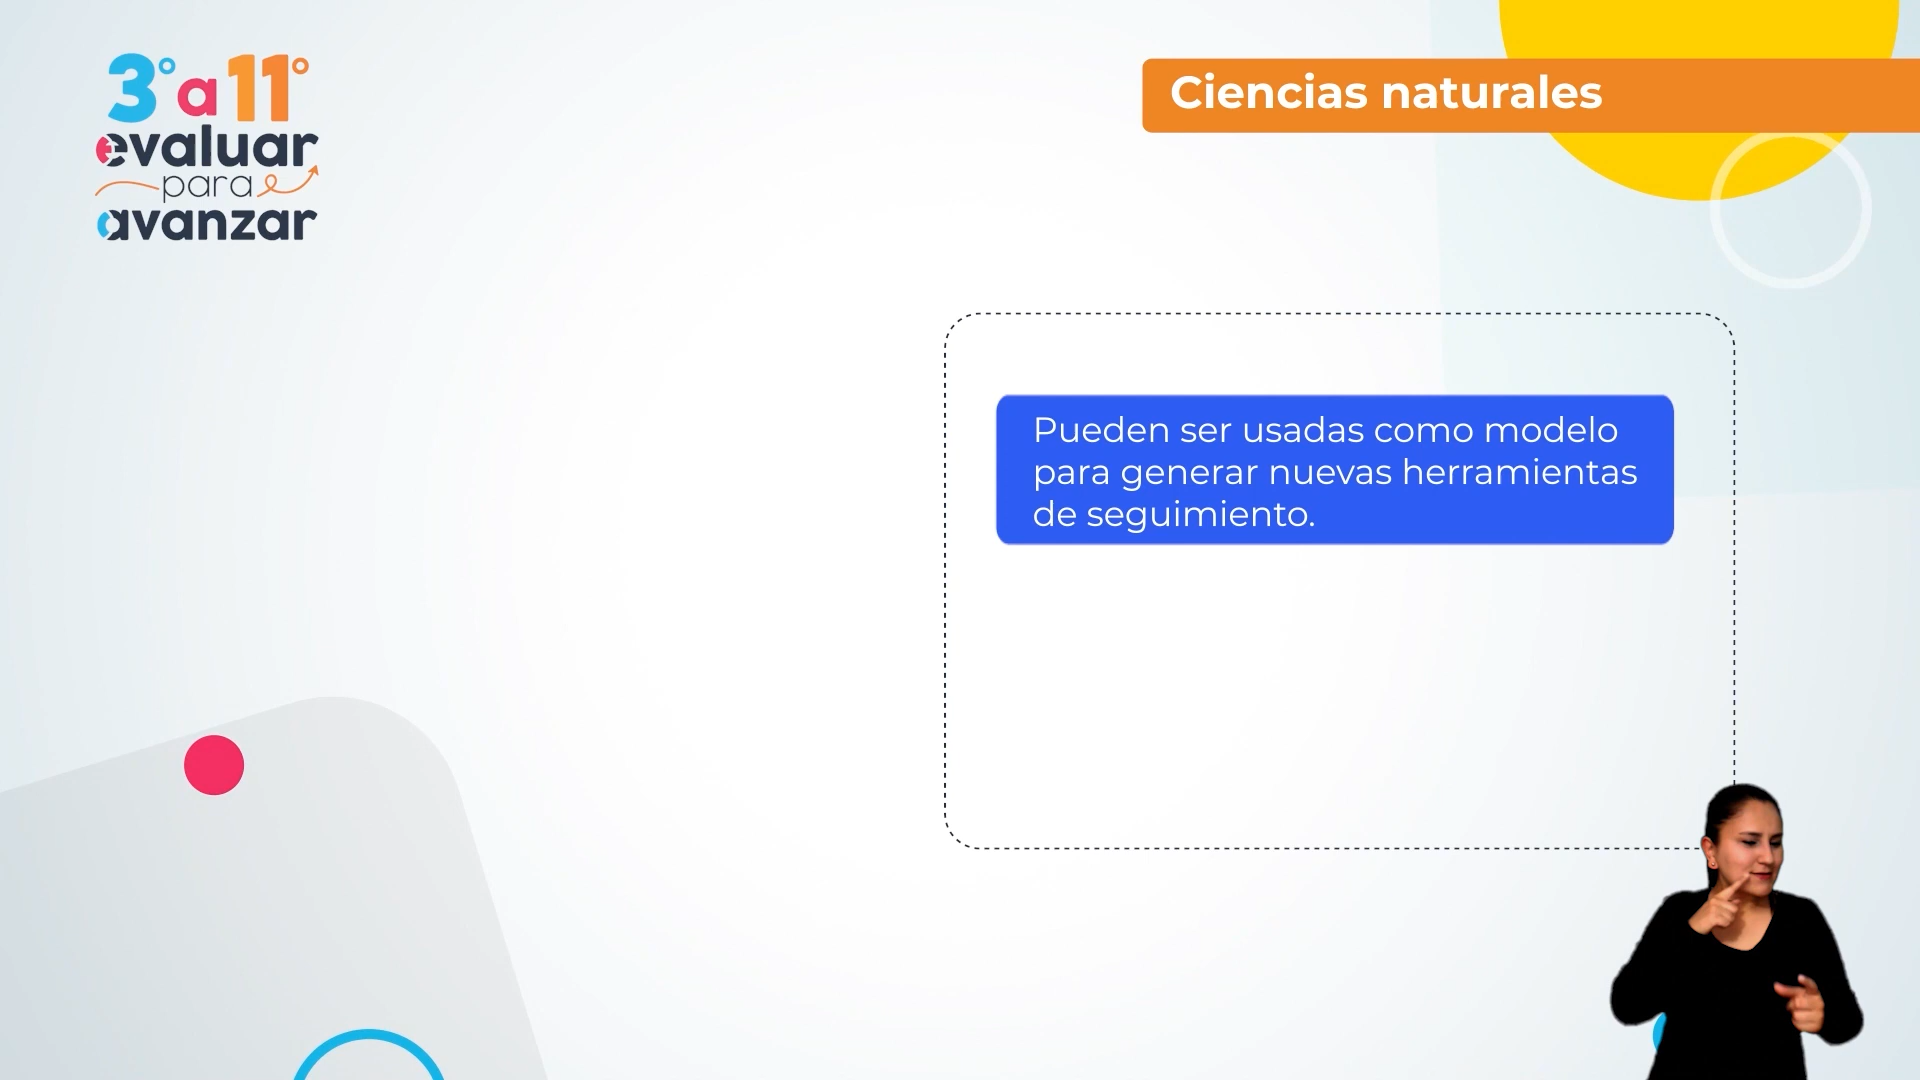 3° a 11°
evaluar
para
avanzar
Ciencias naturales
Pueden ser usadas como modelo
para generar nuevas herramientas
de seguimiento.